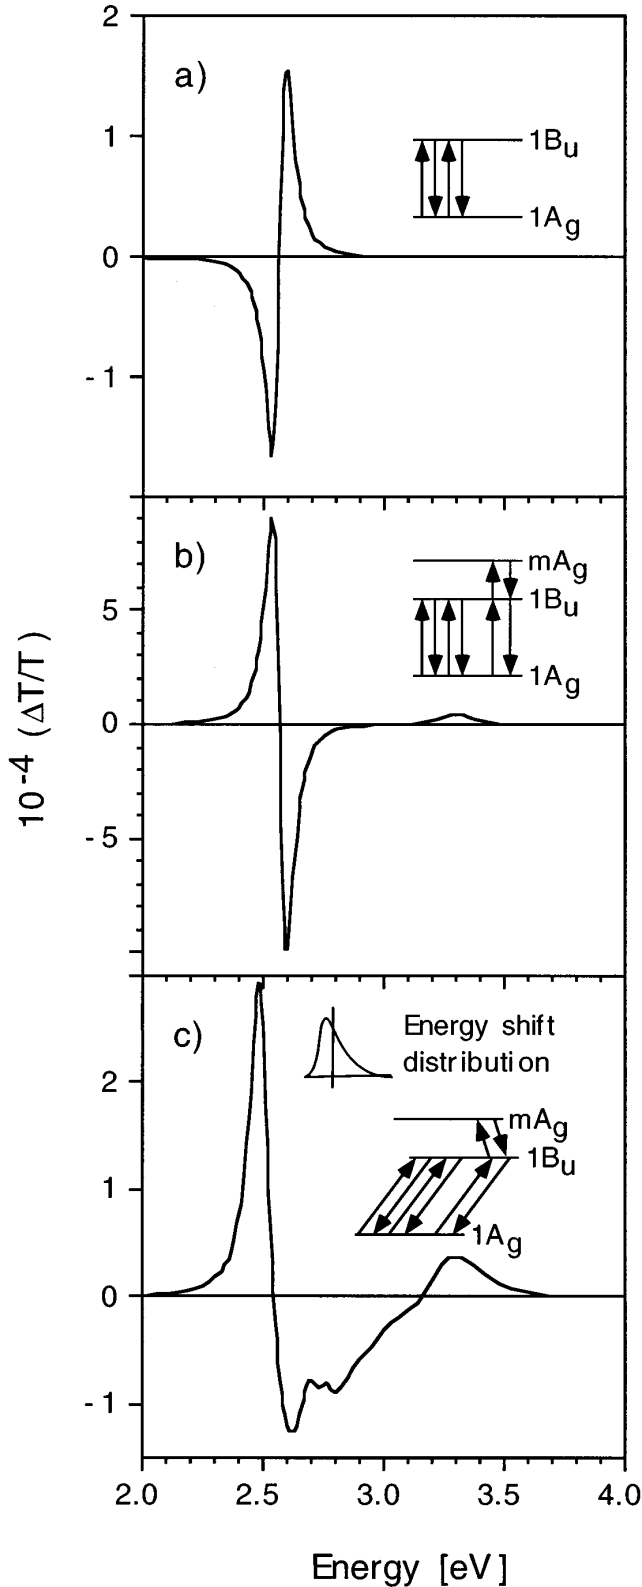 2
a)
1
1Bu
1Ag
0
-1
b)
mAg
1Bu
5
1Ag
10-4 (ΔT/T)
0
-5
c)
Energy shift
distribution
2
mAg
1Bu
1
1Ag
0
-1
2.0 2.5 3.0 3.5 4.0
Energy [eV]